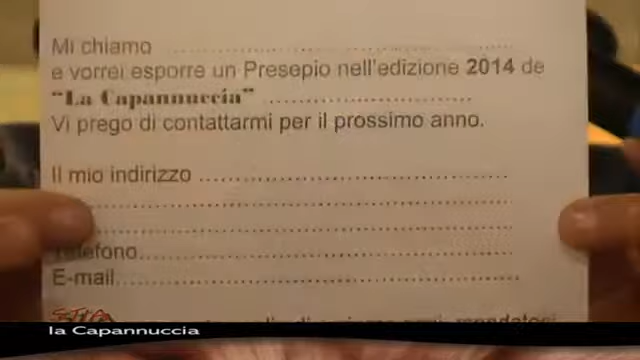 Mi chiamo ..............................................
e vorrei esporre un Presepio nell'edizione 2014 de
"La Capannuccia" ..............................
Vi prego di contattarmi per il prossimo anno.
Il mio indirizzo ............................................
............................................................
............................................................
Telefono....................................................
E-mail.......................................................
la Capannuccia